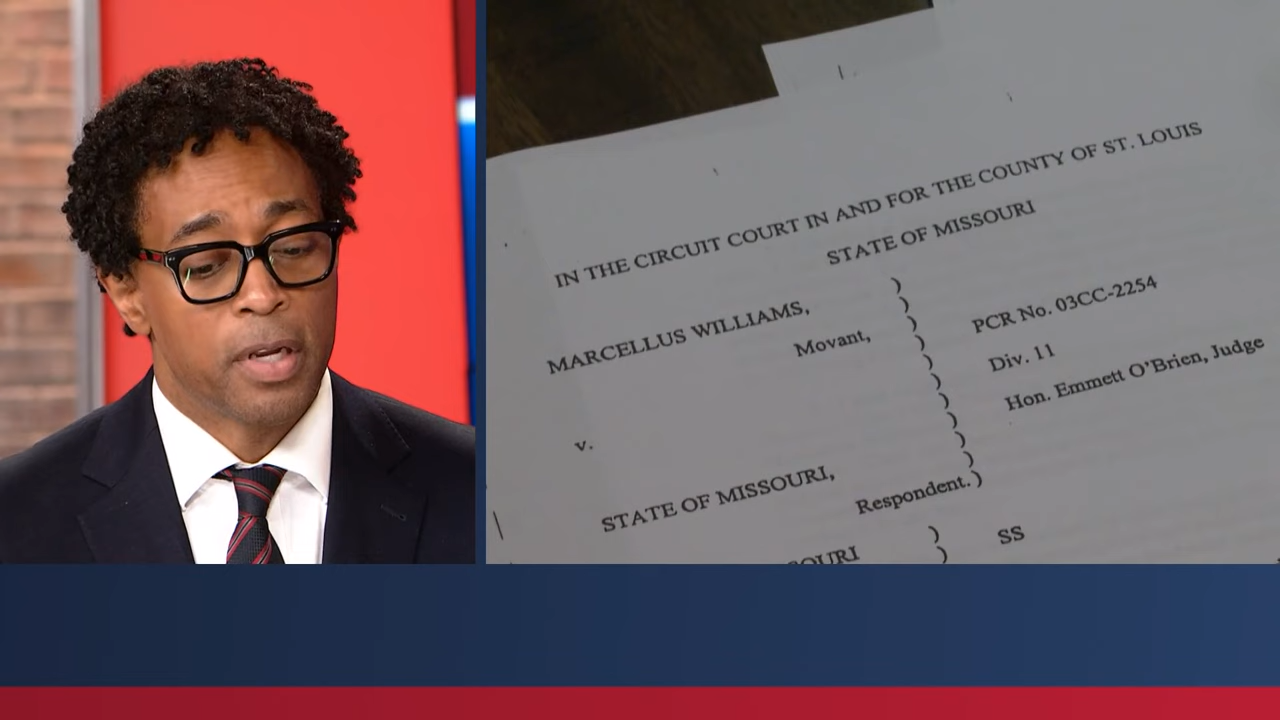 IN THE CIRCUIT COURT IN AND FOR THE COUNTY OF ST. LOUIS
STATE OF MISSOURI
MARCELLUS WILLIAMS,
Movant,
v.
STATE OF MISSOURI,
Respondent.
)
)
)
)
)
)
)
)
)
)
)
PCR No. 03CC-2254
Div. 11
Hon. Emmett O'Brien, Judge
OURI
)
)
SS